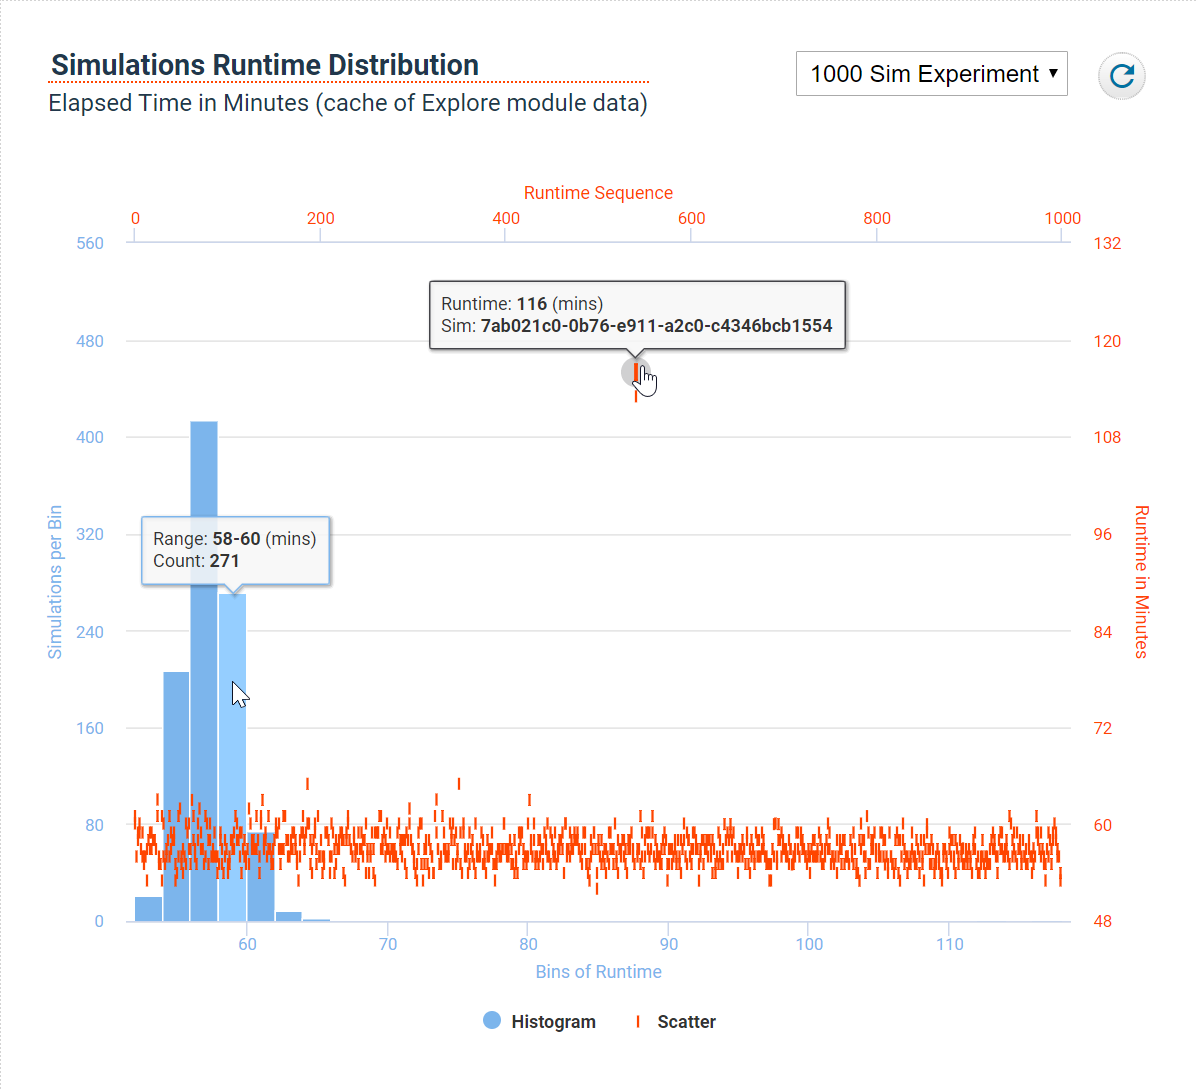 Simulations Runtime Distribution
1000 Sim Experiment
Elapsed Time in Minutes (cache of Explore module data)
Runtime Sequence
0 200 400 600 800 1000
560 132
Runtime: 116 (mins)
Sim: 7ab021c0-0b76-e911-a2c0-c4346bcb1554
480 120
400 108
Range: 58-60 (mins)
Count: 271
320 96
240 84
160 72
80 60
0 48
Simulations per Bin
Runtime in Minutes
60 70 80 90 100 110
Bins of Runtime
Histogram Scatter